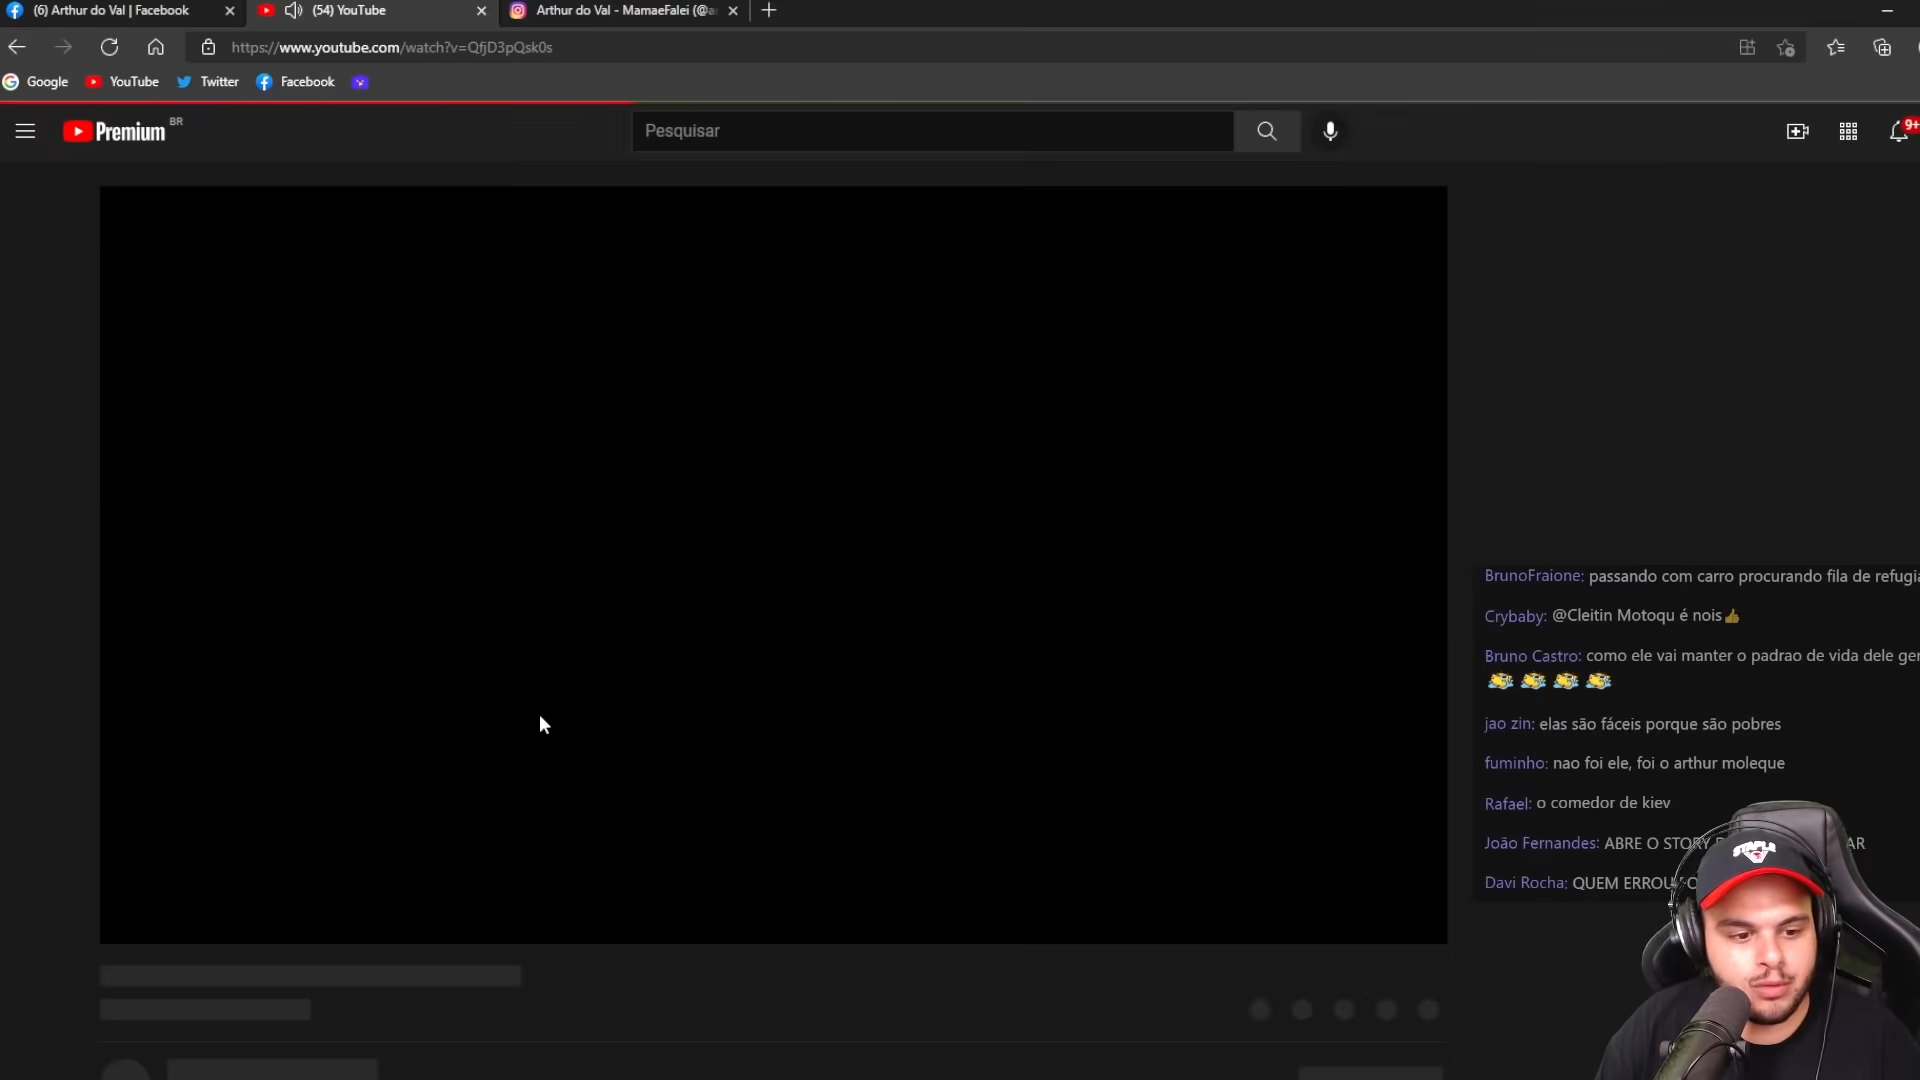 (6) Arthur do Val | Facebook
(54) YouTube
Arthur do Val - MamaeFalei (@a
https://www.youtube.com/watch?v=QfjD3pQsk0s
Google
YouTube
Twitter
Facebook
Premium BR
Pesquisar
9+
BrunoFraione: passando com carro procurando fila de refugia
Crybaby: @Cleitin Motoqu é nois👍
Bruno Castro: como ele vai manter o padrao de vida dele ger
jao zin: elas são fáceis porque são pobres
fuminho: nao foi ele, foi o arthur moleque
Rafael: o comedor de kiev
João Fernandes: ABRE O STORY AR
Davi Rocha: QUEM ERROU
STAPLE